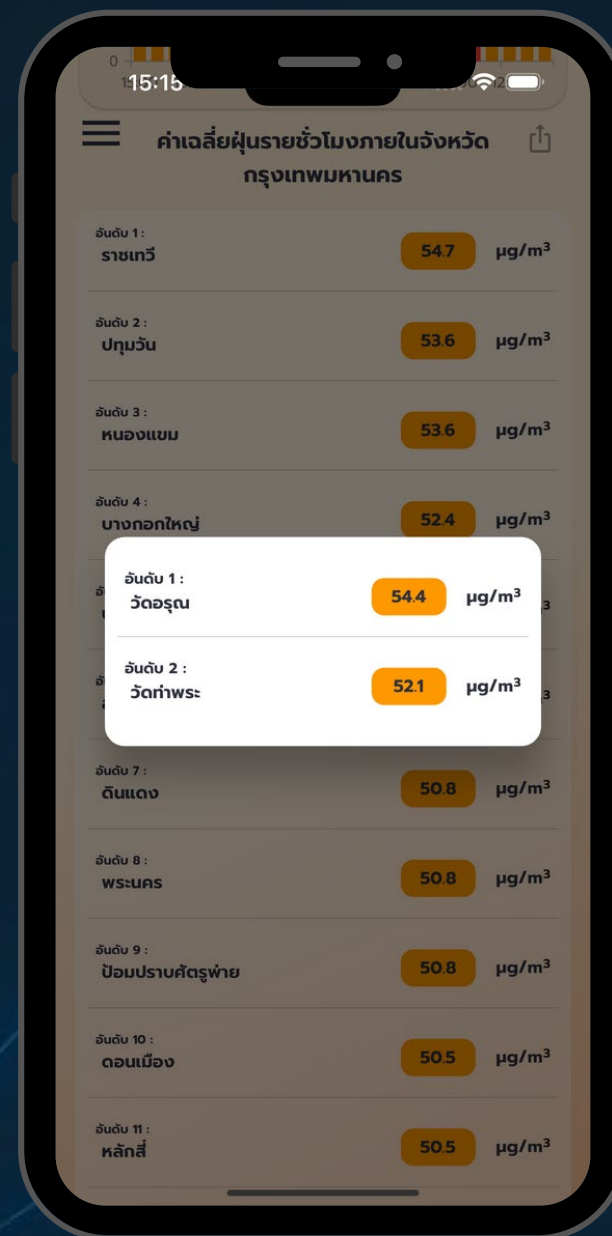 0
15:15
ค่าเฉลี่ยฝุ่นรายชั่วโมงภายในจังหวัด
กรุงเทพมหานคร
อันดับ 1 :
ราชเทวี
54.7 µg/m³
อันดับ 2 :
ปทุมวัน
53.6 µg/m³
อันดับ 3 :
หนองแขม
53.6 µg/m³
อันดับ 4 :
บางกอกใหญ่
52.4 µg/m³
อันดับ 1 :
วัดอรุณ
54.4 µg/m³
อันดับ 2 :
วัดท่าพระ
52.1 µg/m³
อันดับ 7 :
ดินแดง
50.8 µg/m³
อันดับ 8 :
พระนคร
50.8 µg/m³
อันดับ 9 :
ป้อมปราบศัตรูพ่าย
50.8 µg/m³
อันดับ 10 :
ดอนเมือง
50.5 µg/m³
อันดับ 11 :
หลักสี่
50.5 µg/m³